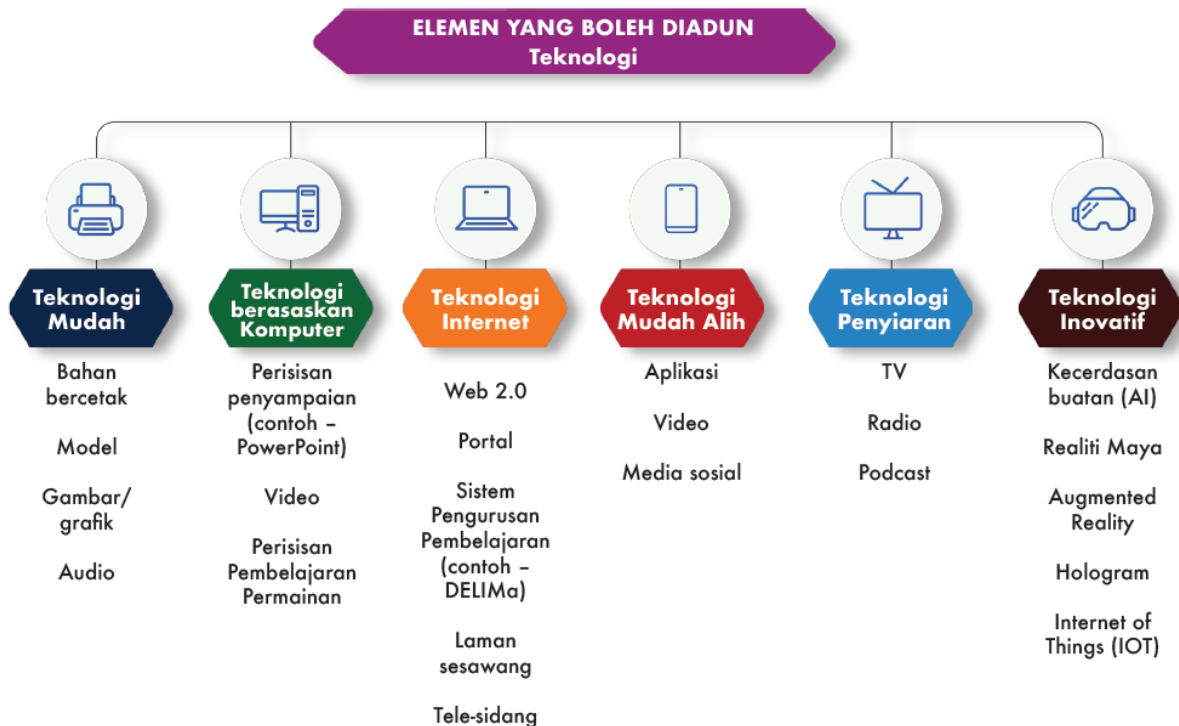 ELEMEN YANG BOLEH DIADUN
Teknologi
Teknologi
Mudah
Bahan
bercetak
Model
Gambar/
grafik
Audio
Teknologi
berasaskan
Komputer
Perisisan
penyampaian
(contoh –
PowerPoint)
Video
Perisisan
Pembelajaran
Permainan
Teknologi
Internet
Web 2.0
Portal
Sistem
Pengurusan
Pembelajaran
(contoh –
DELIMa)
Laman
sesawang
Tele-sidang
Teknologi
Mudah Alih
Aplikasi
Video
Media sosial
Teknologi
Penyiaran
TV
Radio
Podcast
Teknologi
Inovatif
Kecerdasan
buatan (AI)
Realiti Maya
Augmented
Reality
Hologram
Internet of
Things (IOT)